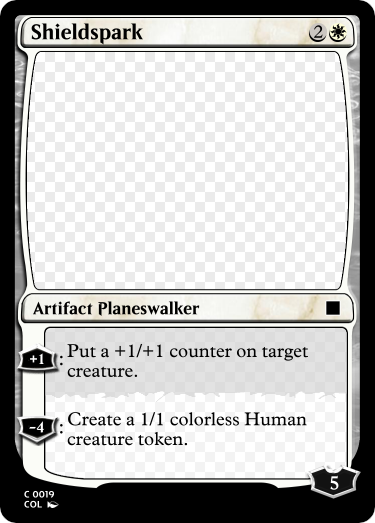 Shieldspark 2
Artifact Planeswalker
+1 : Put a +1/+1 counter on target
creature.
-4 : Create a 1/1 colorless Human
creature token.
5
C 0019
COL